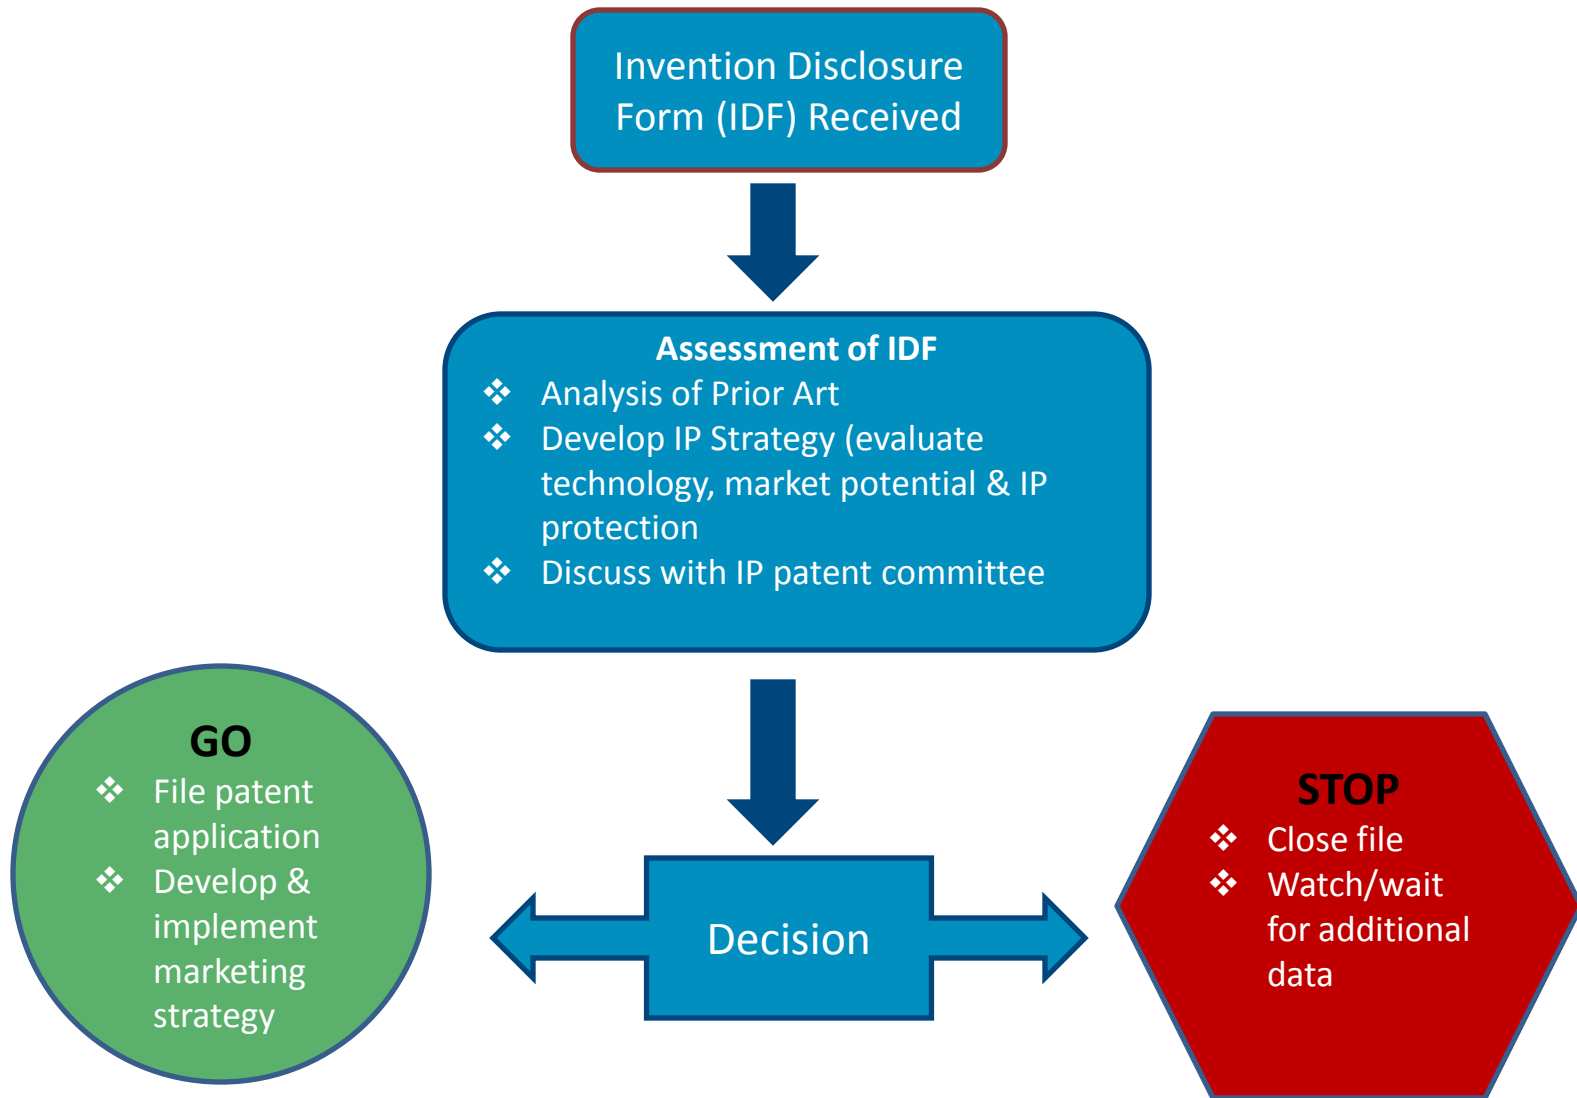 Invention Disclosure
Form (IDF) Received
Assessment of IDF
❖ Analysis of Prior Art
❖ Develop IP Strategy (evaluate
technology, market potential & IP
protection
❖ Discuss with IP patent committee
GO
❖ File patent
application
❖ Develop &
implement
marketing
strategy
Decision
STOP
❖ Close file
❖ Watch/wait
for additional
data